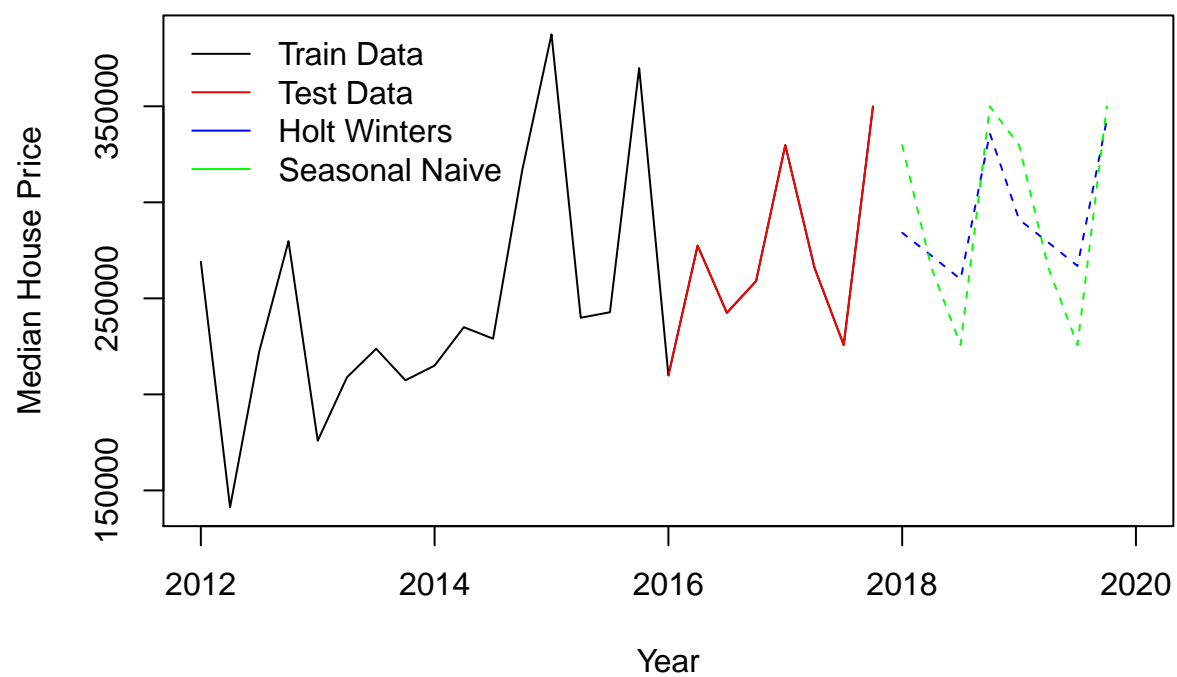 Train Data
Test Data
Holt Winters
Seasonal Naive
Median House Price
350000
250000
150000
2012 2014 2016 2018 2020
Year